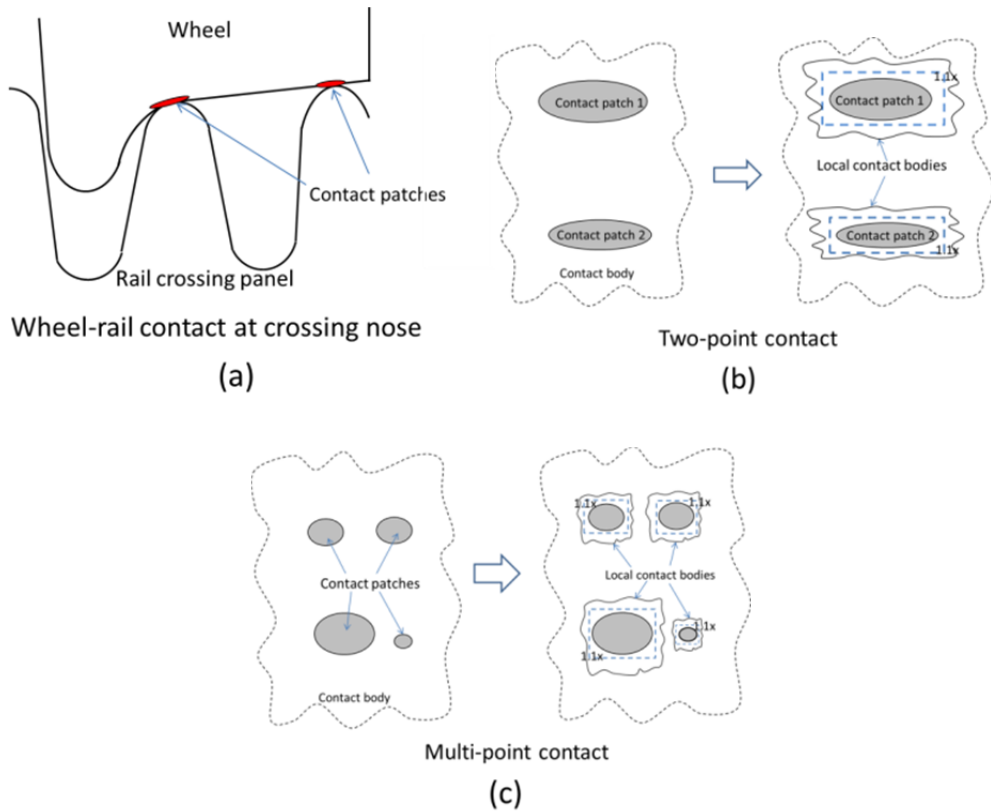 Wheel
Contact patches
Rail crossing panel
Wheel-rail contact at crossing nose
(a)
Contact patch 1
Contact patch 2
Contact body
1.1x
Contact patch 1
Local contact bodies
Contact patch 2
1.1x
Two-point contact
(b)
Contact patches
Contact body
1.1x
1.1x
Local contact bodies
1.1x
1.1x
Multi-point contact
(c)